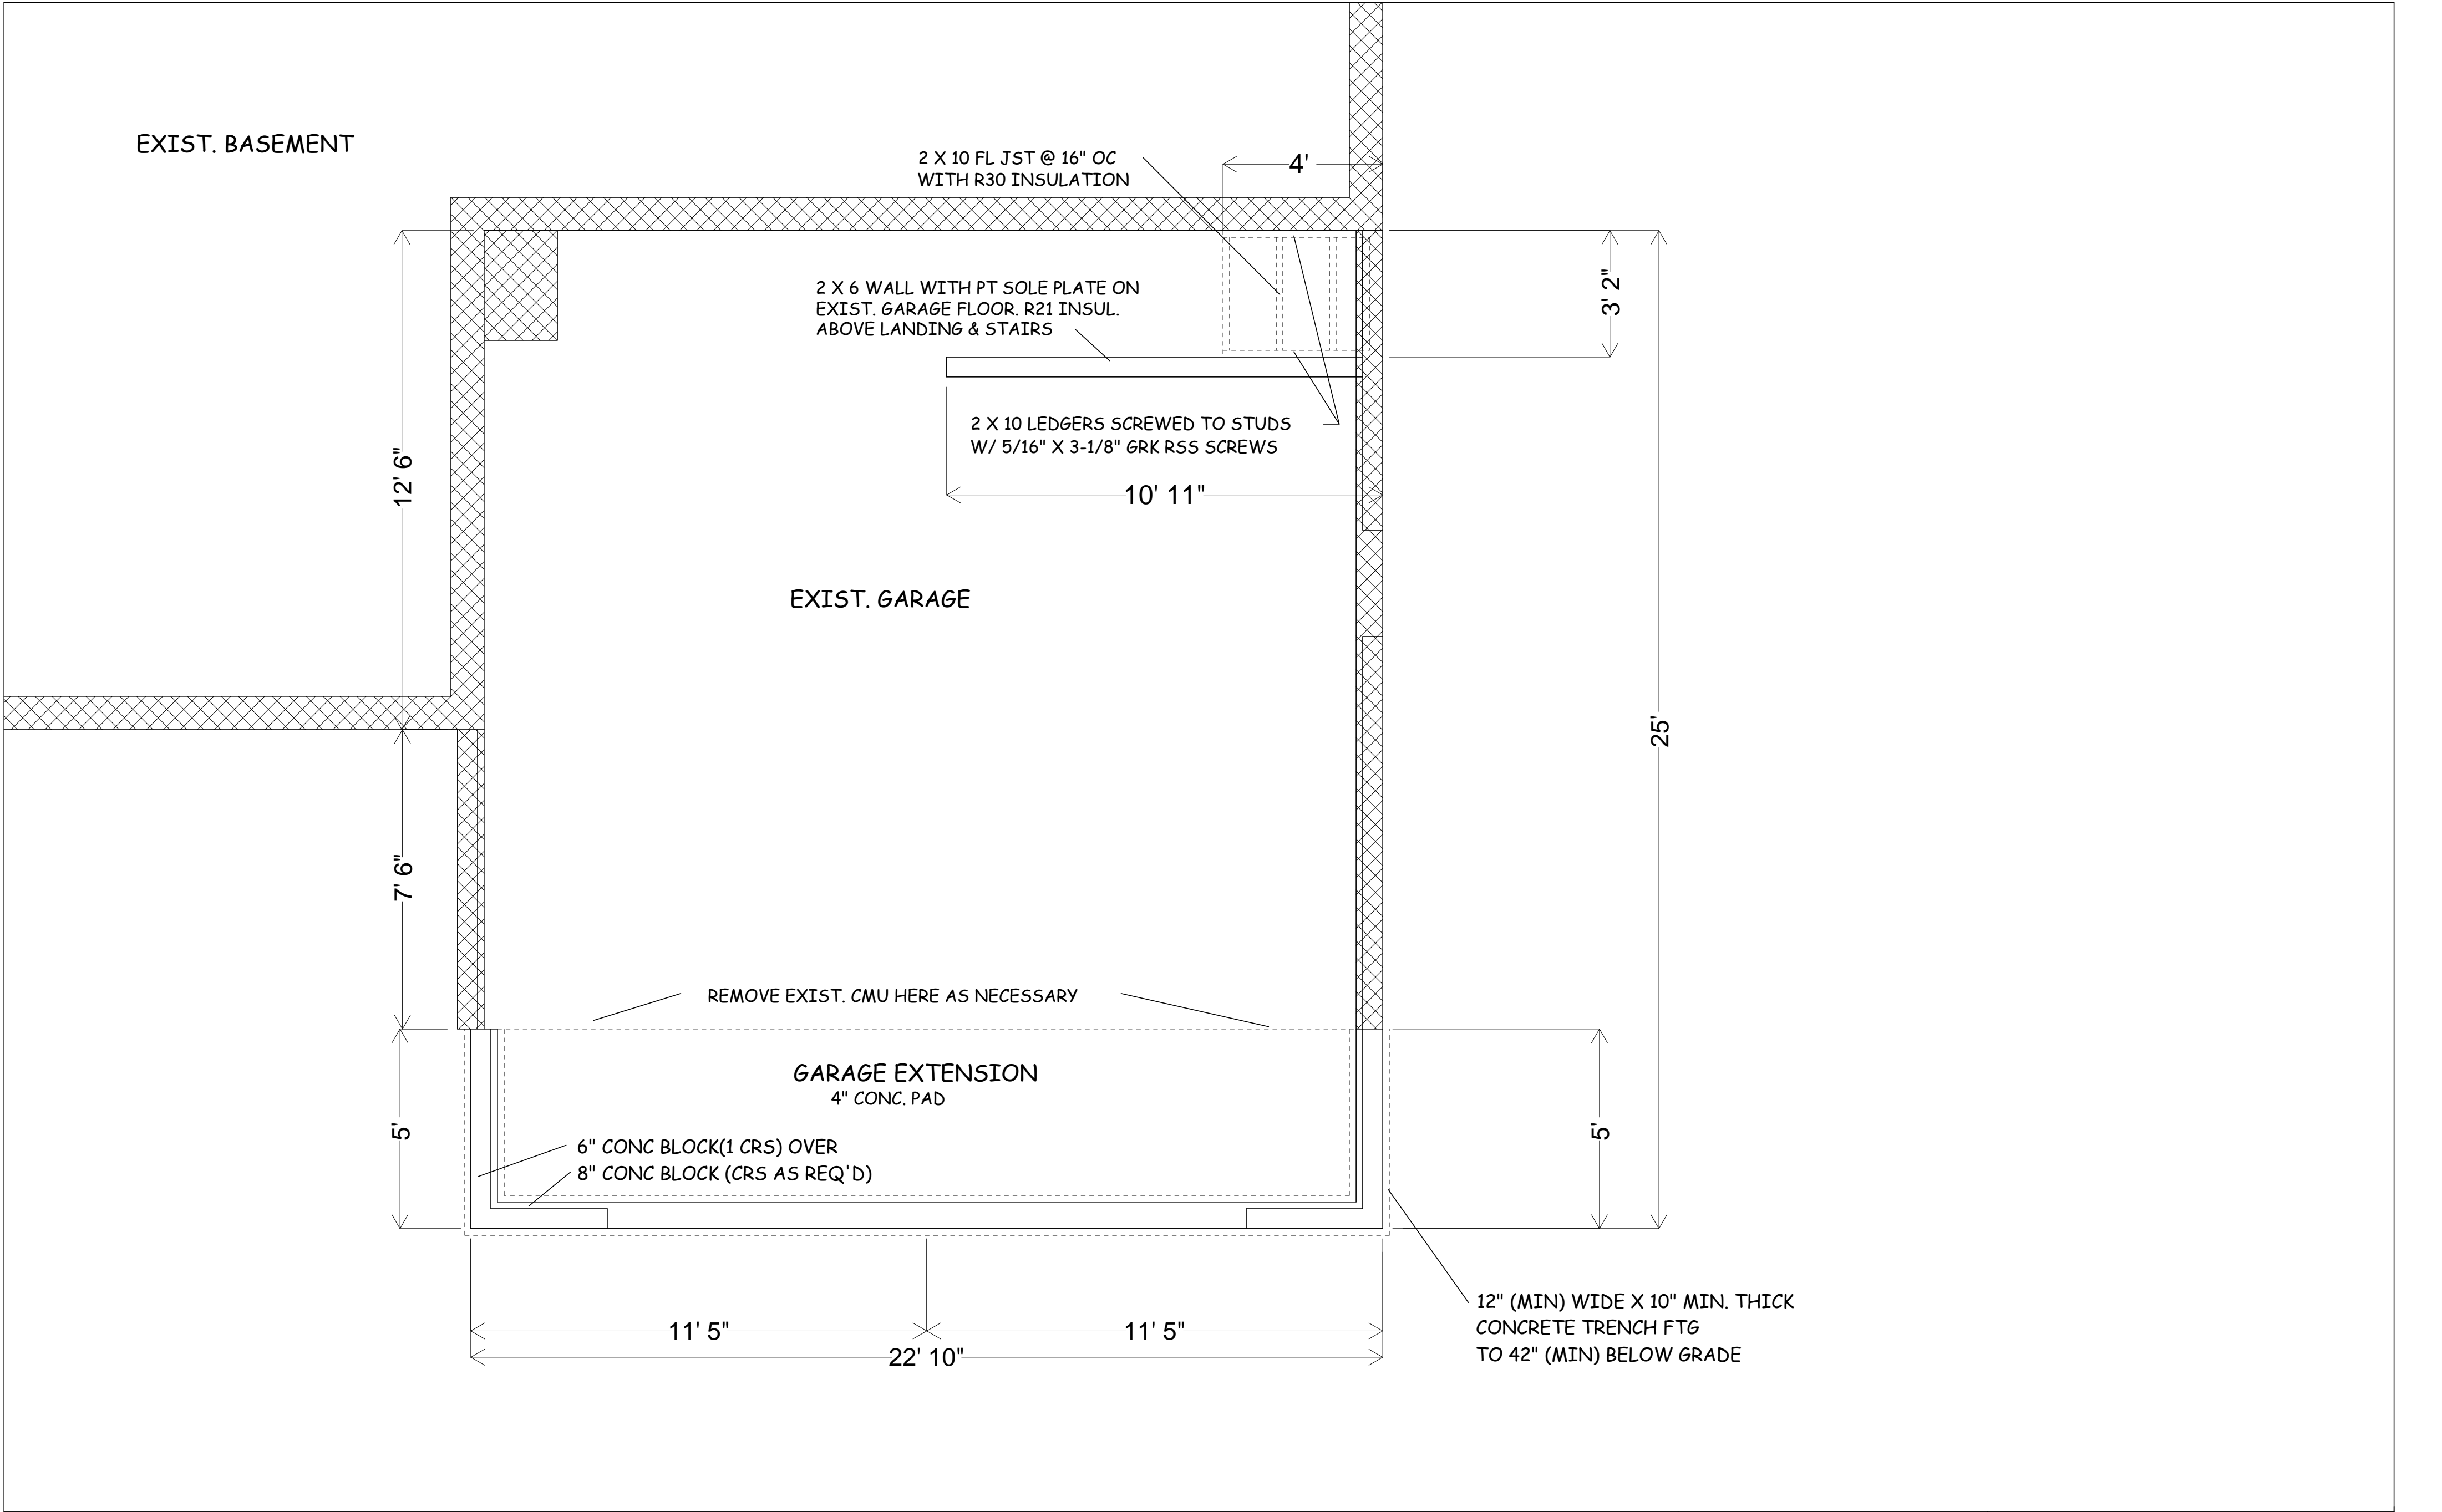 EXIST. BASEMENT
2 X 10 FL JST @ 16" OC
WITH R30 INSULATION
4'
2 X 6 WALL WITH PT SOLE PLATE ON
EXIST. GARAGE FLOOR. R21 INSUL.
ABOVE LANDING & STAIRS
3' 2"
2 X 10 LEDGERS SCREWED TO STUDS
W/ 5/16" X 3-1/8" GRK RSS SCREWS
12' 6"
10' 11"
EXIST. GARAGE
25'
7' 6"
REMOVE EXIST. CMU HERE AS NECESSARY
GARAGE EXTENSION
4" CONC. PAD
5'
5'
6" CONC BLOCK(1 CRS) OVER
8" CONC BLOCK (CRS AS REQ'D)
12" (MIN) WIDE X 10" MIN. THICK
CONCRETE TRENCH FTG
TO 42" (MIN) BELOW GRADE
11' 5"
11' 5"
22' 10"